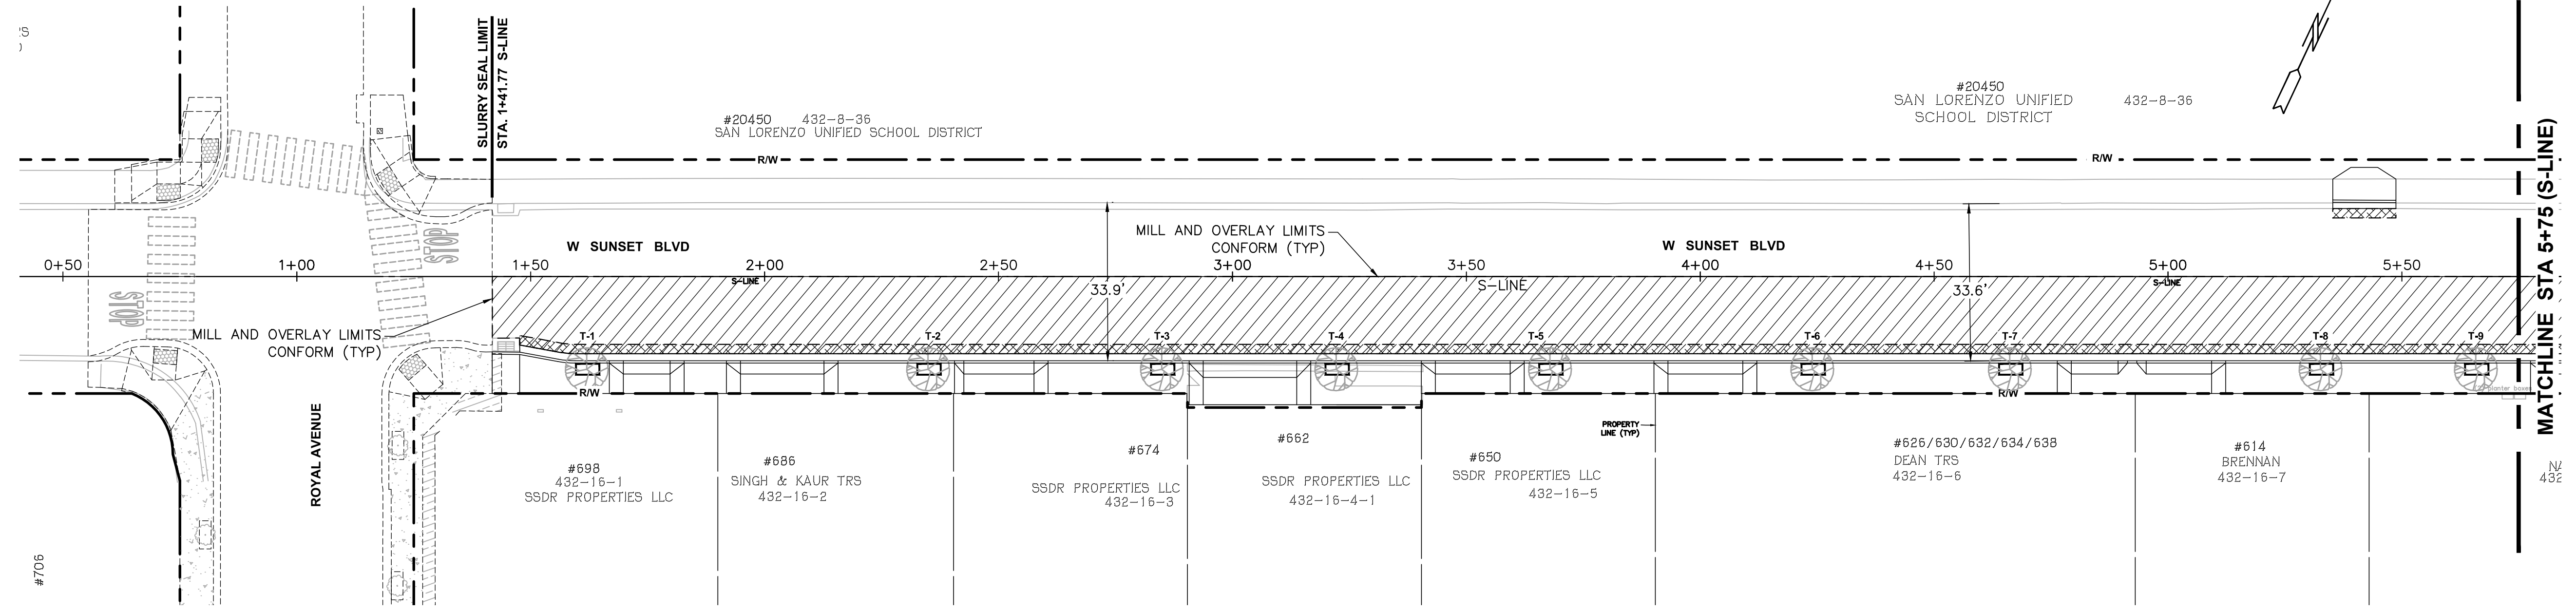 SLURRY SEAL LIMIT
STA. 1+41.77 S-LINE
#20450 432-8-36
SAN LORENZO UNIFIED SCHOOL DISTRICT
#20450
SAN LORENZO UNIFIED 432-8-36
SCHOOL DISTRICT
R/W
R/W
STOP
STOP
W SUNSET BLVD
MILL AND OVERLAY LIMITS
CONFORM (TYP)
W SUNSET BLVD
0+50 1+00 1+50 2+00 2+50 3+00 3+50 4+00 4+50 5+00 5+50
S-LINE
S-LINE
S-LINE
33.9'
33.6'
MILL AND OVERLAY LIMITS
CONFORM (TYP)
T-1 T-2 T-3 T-4 T-5 T-6 T-7 T-8 T-9
planter boxes
R/W
R/W
MATCHLINE STA 5+75 (S-LINE)
ROYAL AVENUE
PROPERTY
LINE (TYP)
#698
432-16-1
SSDR PROPERTIES LLC
#686
SINGH & KAUR TRS
432-16-2
#674
SSDR PROPERTIES LLC
432-16-3
#662
SSDR PROPERTIES LLC
432-16-4-1
#650
SSDR PROPERTIES LLC
432-16-5
#626/630/632/634/638
DEAN TRS
432-16-6
#614
BRENNAN
432-16-7
NA
432
#706